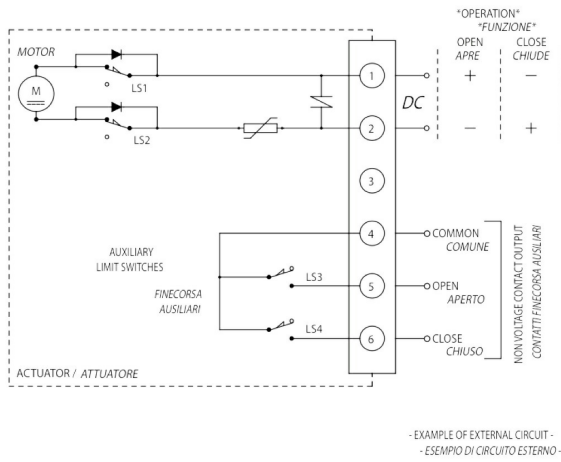 *OPERATION*
*FUNZIONE*
OPEN CLOSE
APRE CHIUDE
MOTOR
M
LS1
1
+ −
DC
LS2
2
− +
3
4
COMMON
COMUNE
AUXILIARY
LIMIT SWITCHES
FINECORSA
AUSILIARI
LS3
5
OPEN
APERTO
LS4
6
CLOSE
CHIUSO
NON VOLTAGE CONTACT OUTPUT
CONTATTI FINECORSA AUSILIARI
ACTUATOR / ATTUATORE
- EXAMPLE OF EXTERNAL CIRCUIT -
- ESEMPIO DI CIRCUITO ESTERNO -